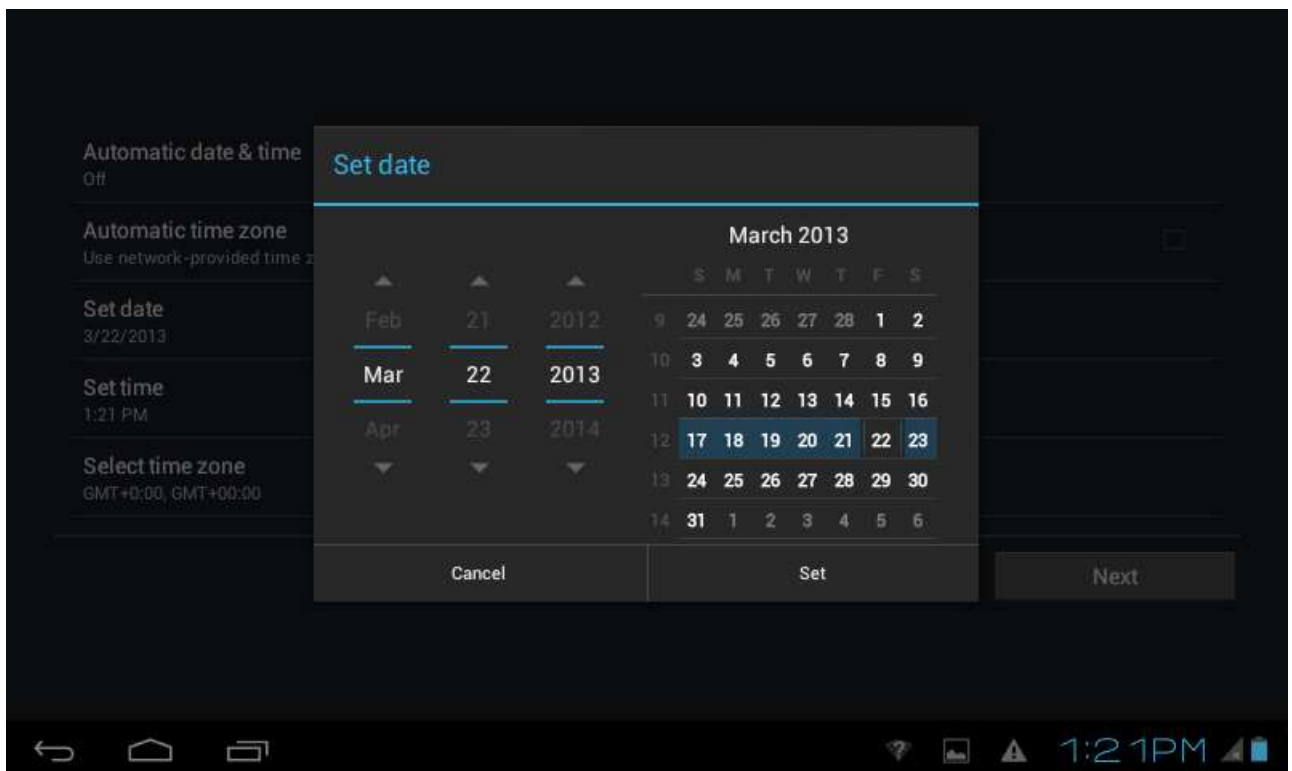 Automatic date & time
Off
Automatic time zone
Use network-provided time z
Set date
3/22/2013
Set time
1:21 PM
Select time zone
GMT+0:00, GMT+00:00
Set date
Feb 21 2012
Mar 22 2013
Apr 23 2014
March 2013
S M T W T F S
9 24 25 26 27 28 1 2
10 3 4 5 6 7 8 9
11 10 11 12 13 14 15 16
12 17 18 19 20 21 22 23
13 24 25 26 27 28 29 30
14 31 1 2 3 4 5 6
Cancel
Set
Next
1:21PM